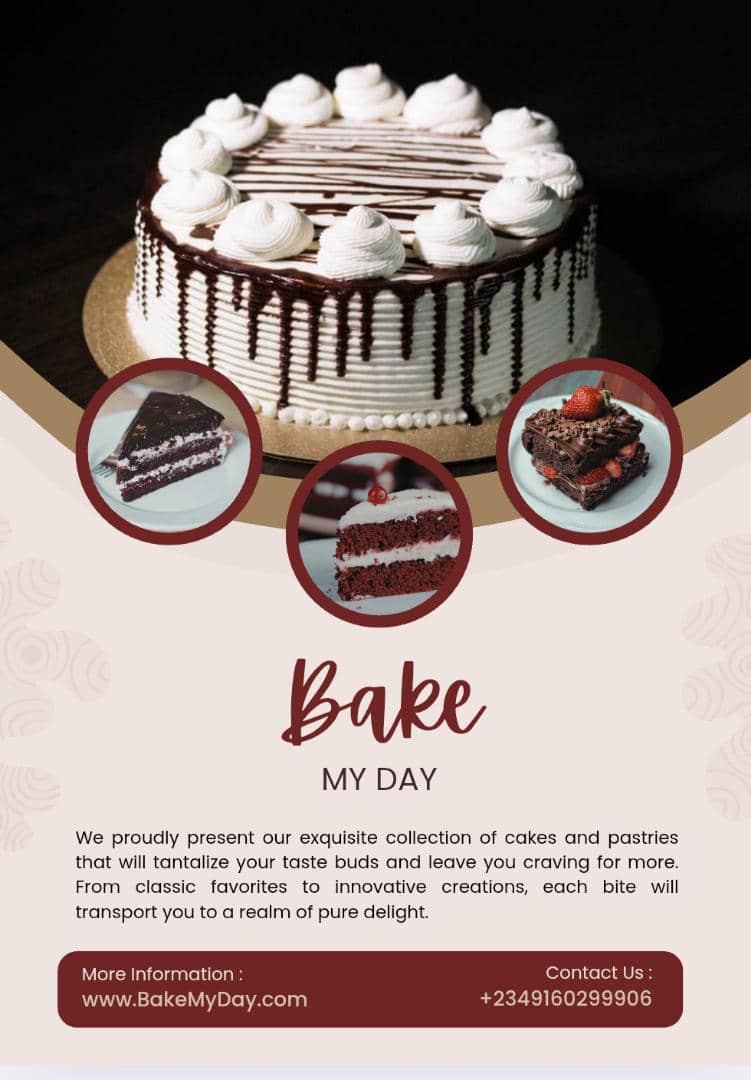 Bake
MY DAY
We proudly present our exquisite collection of cakes and pastries
that will tantalize your taste buds and leave you craving for more.
From classic favorites to innovative creations, each bite will
transport you to a realm of pure delight.
More Information :
www.BakeMyDay.com
Contact Us :
+2349160299906